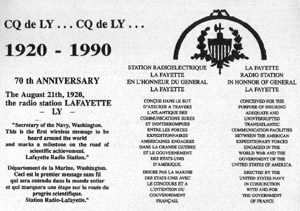 CQ de LY . . . CQ de LY . . .
1920 - 1990
70 th ANNIVERSARY
The August 21th, 1920,
the radio station LAFAYETTE
- LY -
"Secretary of the Navy, Washington.
This is the first wireless message to be
heard around the world
and marks a milestone on the road of
scientific achievement.
Lafayette Radio Station."
Département de la Marine, Washington.
Ceci est le premier message sans fil
qui sera entendu dans le monde entier
et qui marquera une étape sur la route du
progrès scientifique.
Station Radio-Lafayette."
STATION RADIOELECTRIQUE
LA FAYETTE
EN L'HONNEUR DU GENERAL
LA FAYETTE
CONÇUE DANS LE BUT
D'ASSURER A TRAVERS
L'ATLANTIQUE DES
COMMUNICATIONS SURES
ET ININTERROMPUES
ENTRE LES FORCES
EXPEDITIONNAIRES
AMERICAINES ENGAGEES
DANS LA GRANDE GUERRE
ET LE GOUVERNEMENT
DES ETATS-UNIS
D'AMERIQUE.
ERIGEE PAR LA MARINE
DES ETATS-UNIS AVEC
LE CONCOURS ET A
L'INTENTION DU
GOUVERNEMENT
FRANÇAIS.
LA FAYETTE
RADIO STATION
IN HONNOR OF GENERAL
LA FAYETTE
CONCEIVED FOR THE
PURPOSE OF INSURING
ADEQUATE AND
UNINTERRUPTED
TRANSATLANTIC
COMMUNICATION FACILITIES
BETWEEN THE AMERICAN
EXPEDITIONARY FORCES
ENGAGED IN THE
WORLD WAR AND THE
GOVERNMENT OF THE
UNITED STATES OF AMERICA.
ERECTED BY THE
UNITED STATES NAVY
IN CONJUNCTION
WITH AND FOR
THE GOVERNMENT
OF FRANCE.